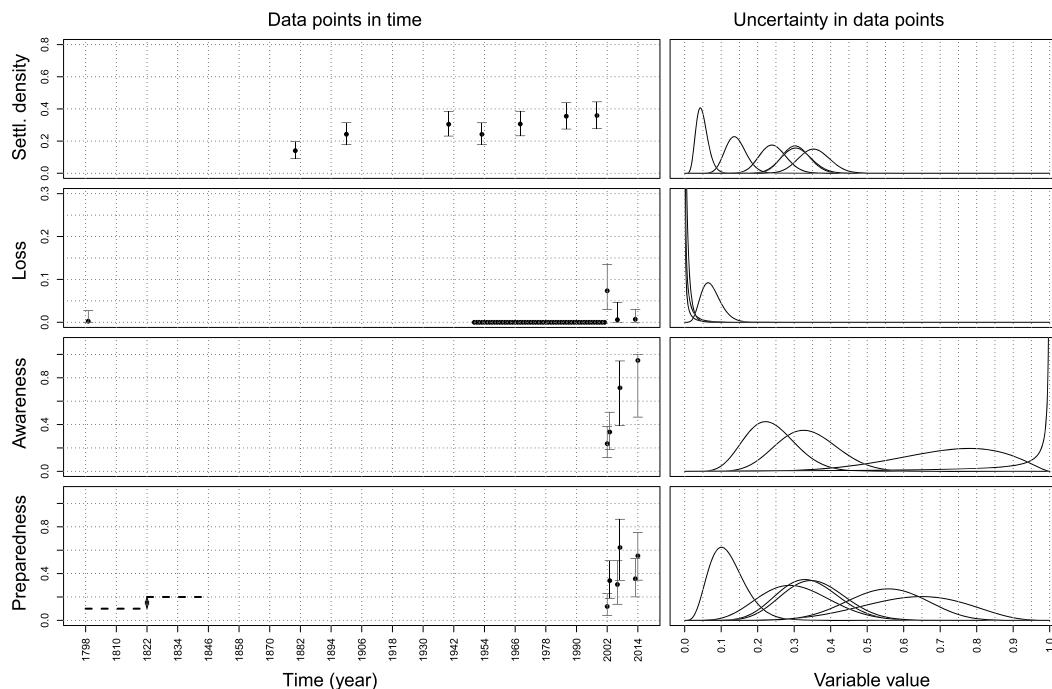 Data points in time
Uncertainty in data points
Settl. density
0.0 0.2 0.4 0.6 0.8
Loss
0.0 0.1 0.2 0.3
Awareness
0.0 0.4 0.8
Preparedness
0.0 0.4 0.8
1798 1810 1822 1834 1846 1858 1870 1882 1894 1906 1918 1930 1942 1954 1966 1978 1990 2002 2014
0.0 0.1 0.2 0.3 0.4 0.5 0.6 0.7 0.8 0.9 1.0
Time (year)
Variable value